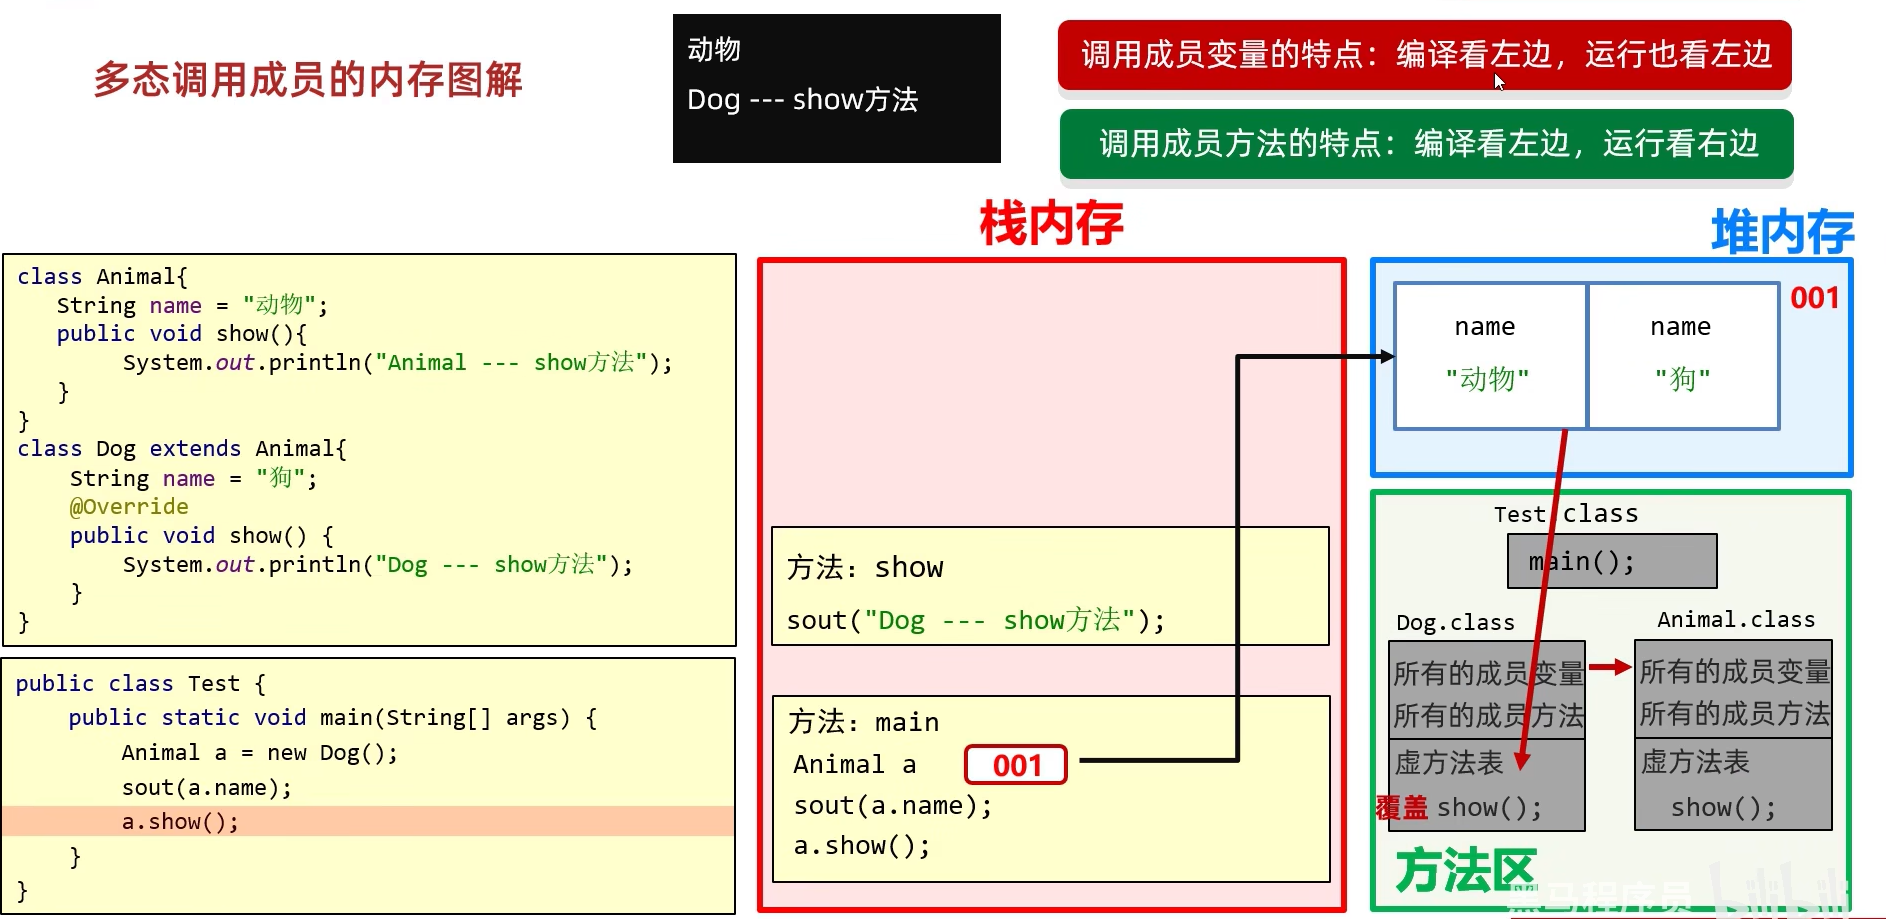 多态调用成员的内存图解
动物
Dog --- show方法
调用成员变量的特点：编译看左边，运行也看左边
调用成员方法的特点：编译看左边，运行看右边
class Animal{
String name = "动物";
public void show(){
System.out.println("Animal --- show方法");
}
}
class Dog extends Animal{
String name = "狗";
@Override
public void show() {
System.out.println("Dog --- show方法");
}
}
public class Test {
public static void main(String[] args) {
Animal a = new Dog();
sout(a.name);
a.show();
}
}
栈内存
方法：show
sout("Dog --- show方法");
方法：main
Animal a 001
sout(a.name);
a.show();
堆内存
001
name
"动物"
name
"狗"
Test.class
main();
Dog.class
所有的成员变量
所有的成员方法
虚方法表
覆盖 show();
Animal.class
所有的成员变量
所有的成员方法
虚方法表
show();
方法区
黑马程序员
bilibili